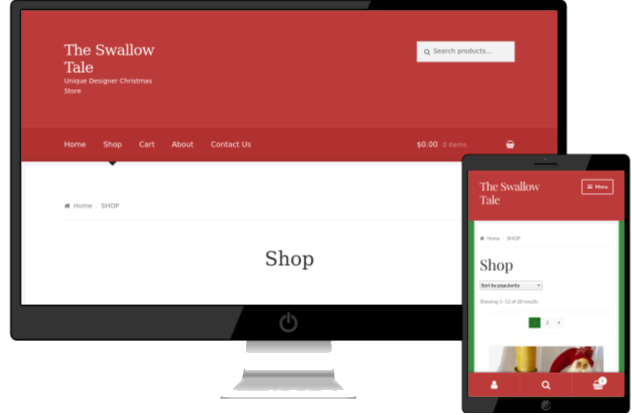 The Swallow
Tale
Unique Designer Christmas
Store
Search products...
Home Shop Cart About Contact Us
$0.00 0 items
Home SHOP
Shop
The Swallow
Tale
Menu
Home SHOP
Shop
Sort by popularity
Showing 1–12 of 18 results
2